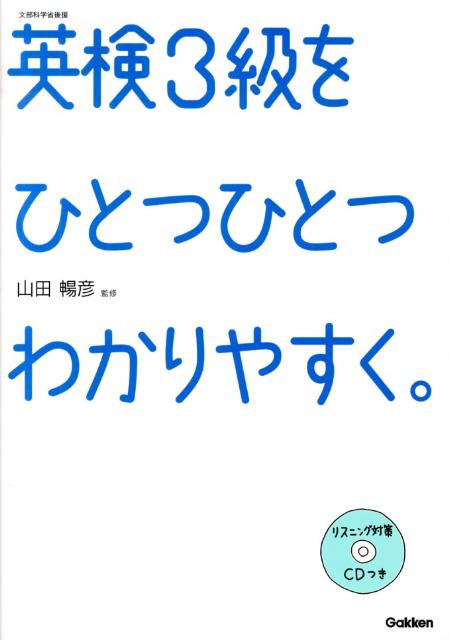 文部科学省後援
英検3級を
ひとつひとつ
山田 暢彦 監修
わかりやすく。
リスニング対策
CDつき
Gakken